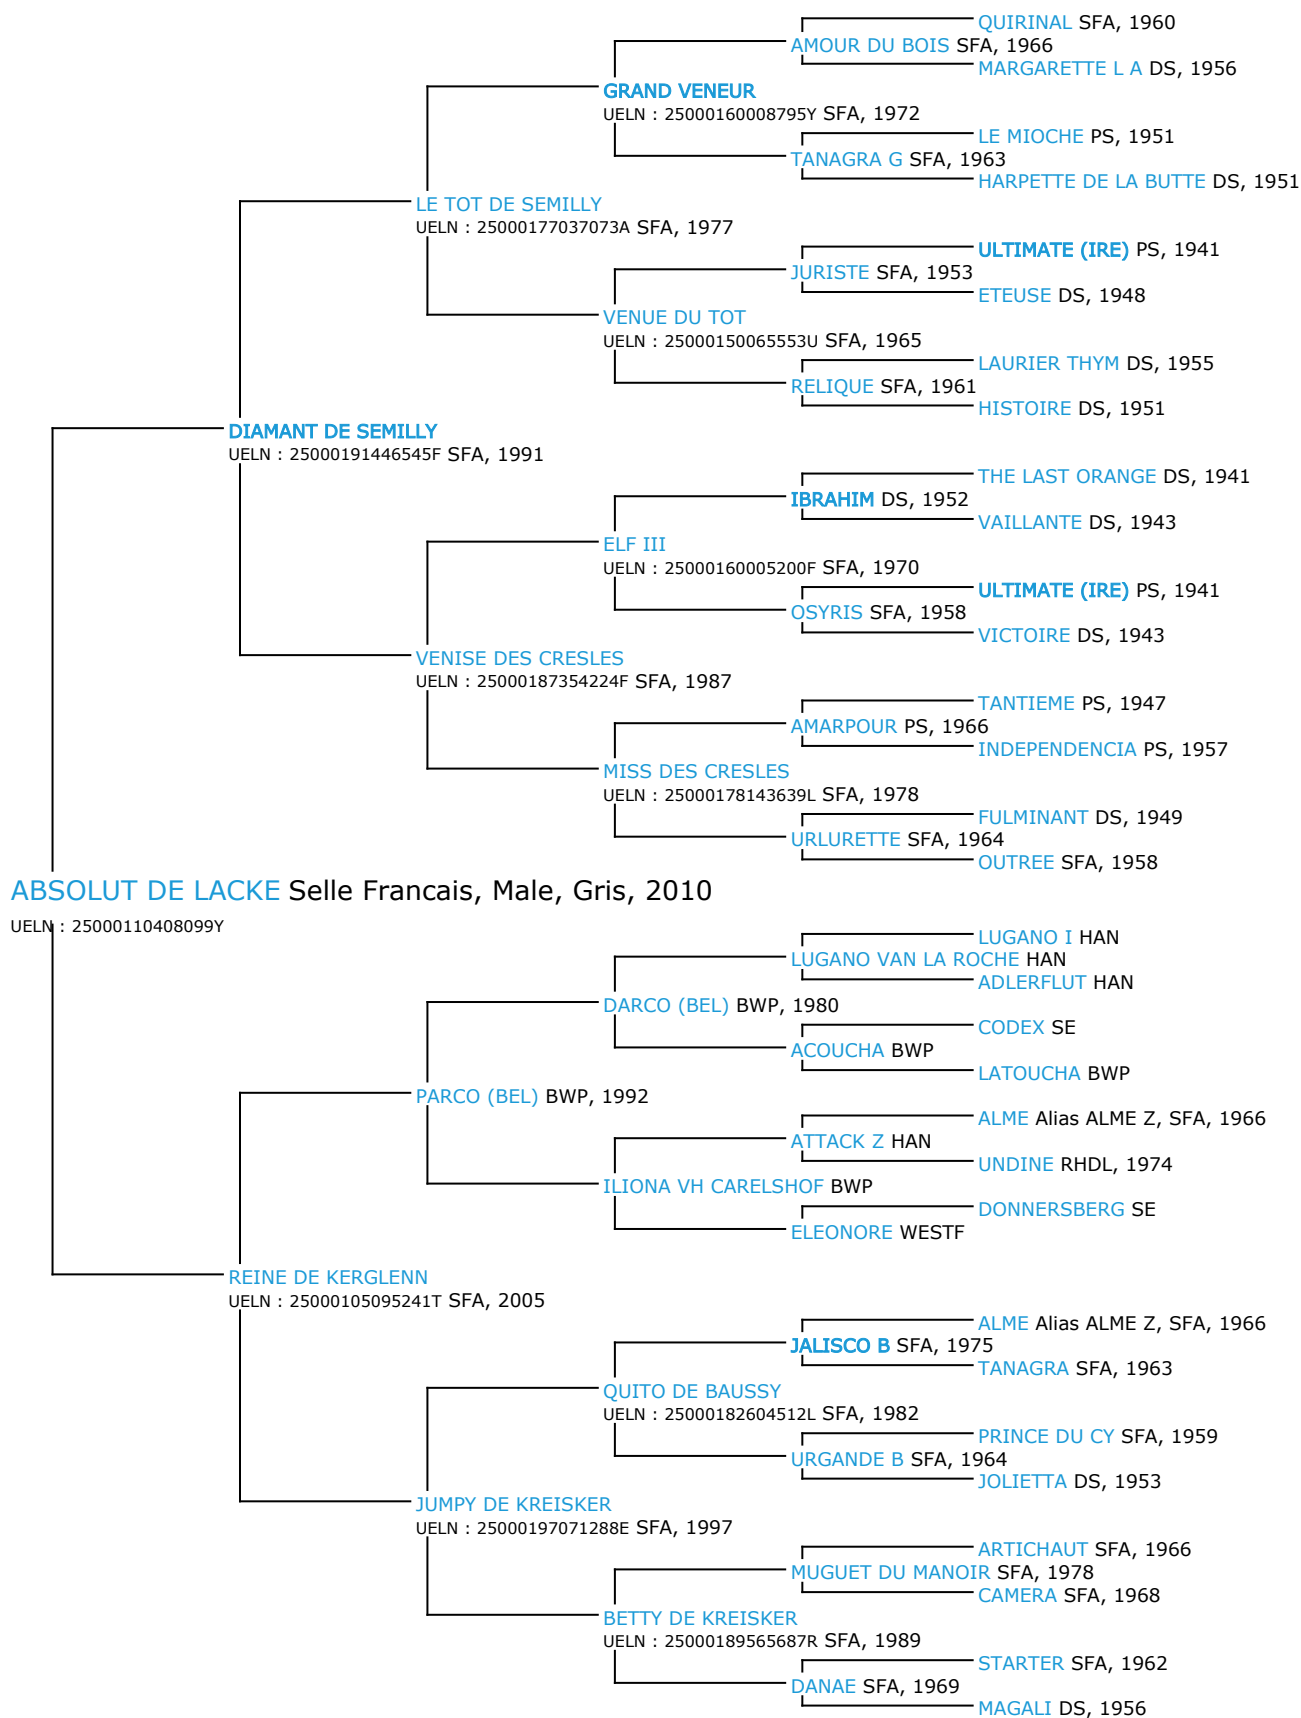 QUIRINAL SFA, 1960
AMOUR DU BOIS SFA, 1966
MARGARETTE L A DS, 1956
GRAND VENEUR
UELN : 25000160008795Y SFA, 1972
LE MIOCHE PS, 1951
TANAGRA G SFA, 1963
HARPETTE DE LA BUTTE DS, 1951
LE TOT DE SEMILLY
UELN : 25000177037073A SFA, 1977
ULTIMATE (IRE) PS, 1941
JURISTE SFA, 1953
ETEUSE DS, 1948
VENUE DU TOT
UELN : 25000150065553U SFA, 1965
LAURIER THYM DS, 1955
RELIQUE SFA, 1961
HISTOIRE DS, 1951
DIAMANT DE SEMILLY
UELN : 25000191446545F SFA, 1991
THE LAST ORANGE DS, 1941
IBRAHIM DS, 1952
VAILLANTE DS, 1943
ELF III
UELN : 25000160005200F SFA, 1970
ULTIMATE (IRE) PS, 1941
OSYRIS SFA, 1958
VICTOIRE DS, 1943
VENISE DES CRESLES
UELN : 25000187354224F SFA, 1987
TANTIEME PS, 1947
AMARPOUR PS, 1966
INDEPENDENCIA PS, 1957
MISS DES CRESLES
UELN : 25000178143639L SFA, 1978
FULMINANT DS, 1949
URLURETTE SFA, 1964
OUTREE SFA, 1958
ABSOLUT DE LACKE Selle Francais, Male, Gris, 2010
UELN : 25000110408099Y
LUGANO I HAN
LUGANO VAN LA ROCHE HAN
ADLERFLUT HAN
DARCO (BEL) BWP, 1980
CODEX SE
ACOUCHA BWP
LATOUCHA BWP
PARCO (BEL) BWP, 1992
ALME Alias ALME Z, SFA, 1966
ATTACK Z HAN
UNDINE RHDL, 1974
ILIONA VH CARELSHOF BWP
DONNERSBERG SE
ELEONORE WESTF
REINE DE KERGLENN
UELN : 25000105095241T SFA, 2005
ALME Alias ALME Z, SFA, 1966
JALISCO B SFA, 1975
TANAGRA SFA, 1963
QUITO DE BAUSSY
UELN : 25000182604512L SFA, 1982
PRINCE DU CY SFA, 1959
URGANDE B SFA, 1964
JOLIETTA DS, 1953
JUMPY DE KREISKER
UELN : 25000197071288E SFA, 1997
ARTICHAUT SFA, 1966
MUGUET DU MANOIR SFA, 1978
CAMERA SFA, 1968
BETTY DE KREISKER
UELN : 25000189565687R SFA, 1989
STARTER SFA, 1962
DANAE SFA, 1969
MAGALI DS, 1956